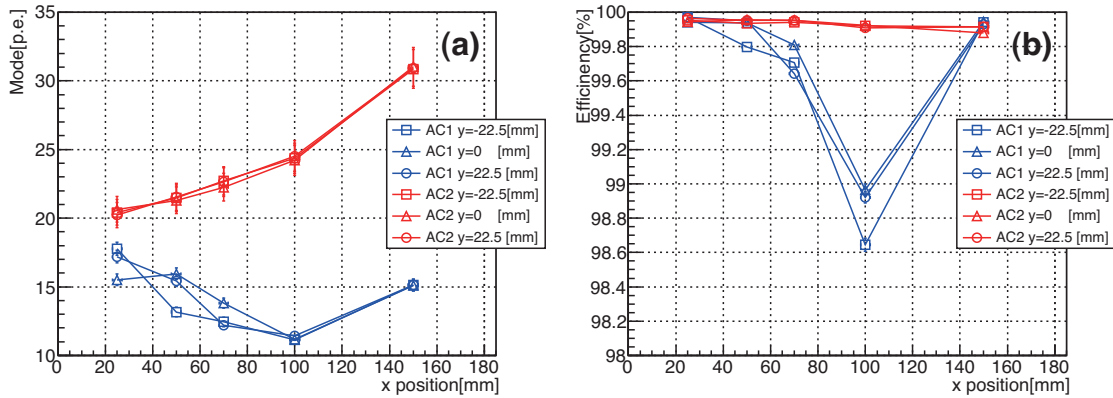 Mode[p.e.]
35
30
25
20
15
10
(a)
AC1 y=-22.5[mm]
AC1 y=0 [mm]
AC1 y=22.5 [mm]
AC2 y=-22.5[mm]
AC2 y=0 [mm]
AC2 y=22.5 [mm]
0 20 40 60 80 100 120 140 160 180
x position[mm]
Efficinency[%]
100
99.8
99.6
99.4
99.2
99
98.8
98.6
98.4
98.2
98
(b)
AC1 y=-22.5[mm]
AC1 y=0 [mm]
AC1 y=22.5 [mm]
AC2 y=-22.5[mm]
AC2 y=0 [mm]
AC2 y=22.5 [mm]
0 20 40 60 80 100 120 140 160 180
x position[mm]